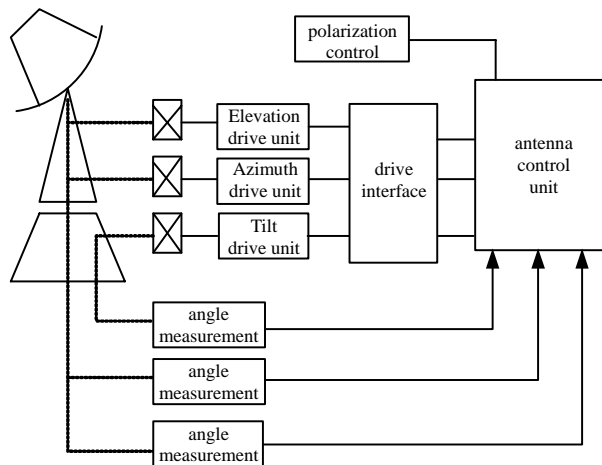 polarization
control
Elevation
drive unit
Azimuth
drive unit
Tilt
drive unit
drive
interface
antenna
control
unit
angle
measurement
angle
measurement
angle
measurement